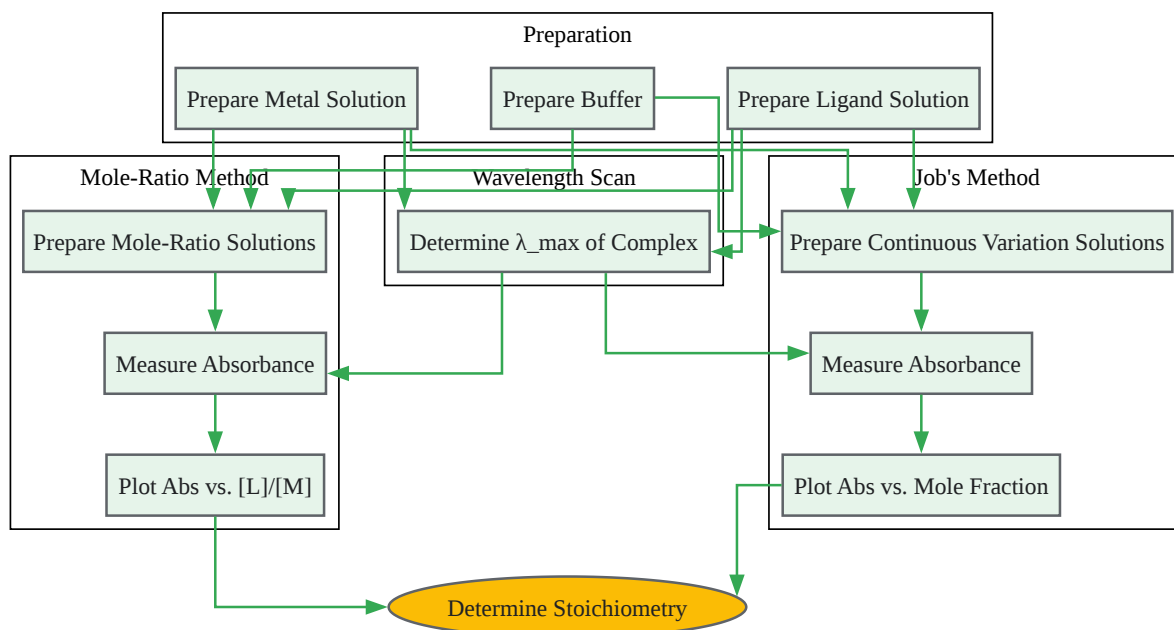 Preparation
Prepare Metal Solution
Prepare Buffer
Prepare Ligand Solution
Mole-Ratio Method
Wavelength Scan
Job's Method
Prepare Mole-Ratio Solutions
Determine λ_max of Complex
Prepare Continuous Variation Solutions
Measure Absorbance
Measure Absorbance
Plot Abs vs. [L]/[M]
Plot Abs vs. Mole Fraction
Determine Stoichiometry